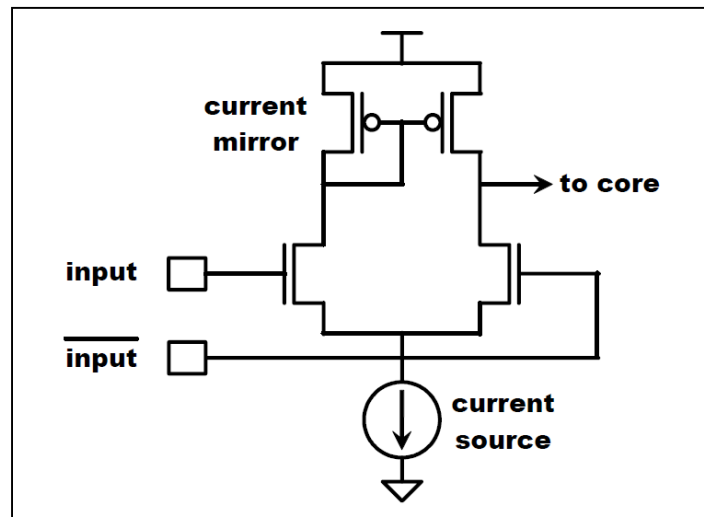 current
mirror
to core
input
input
current
source